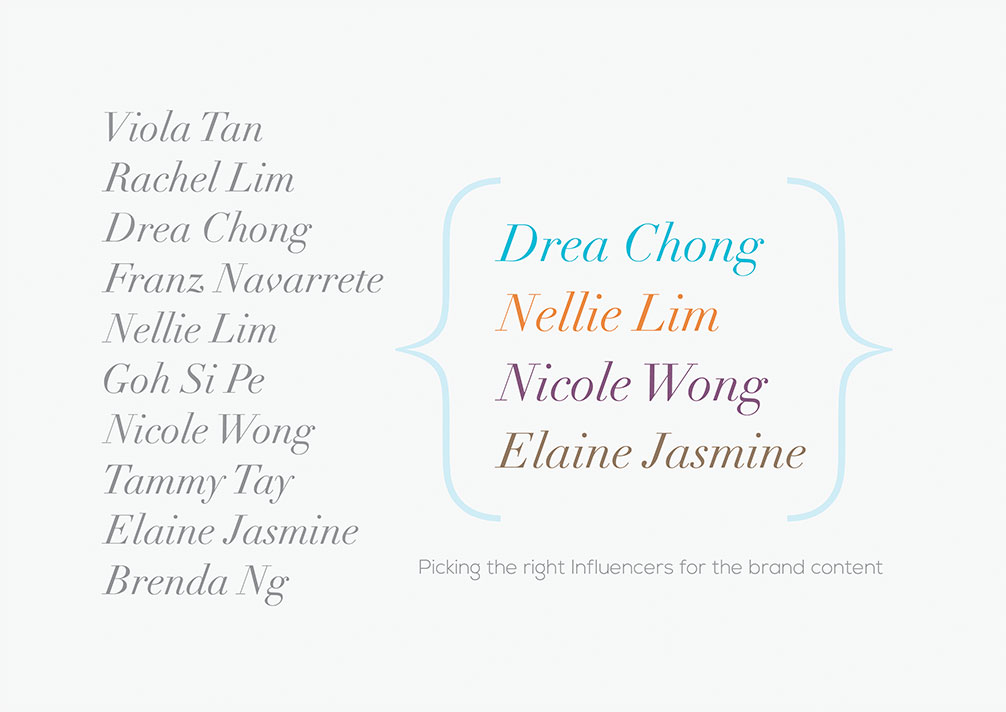 Viola Tan
Rachel Lim
Drea Chong
Franz Navarrete
Nellie Lim
Goh Si Pe
Nicole Wong
Tammy Tay
Elaine Jasmine
Brenda Ng
Drea Chong
Nellie Lim
Nicole Wong
Elaine Jasmine
Picking the right Influencers for the brand content